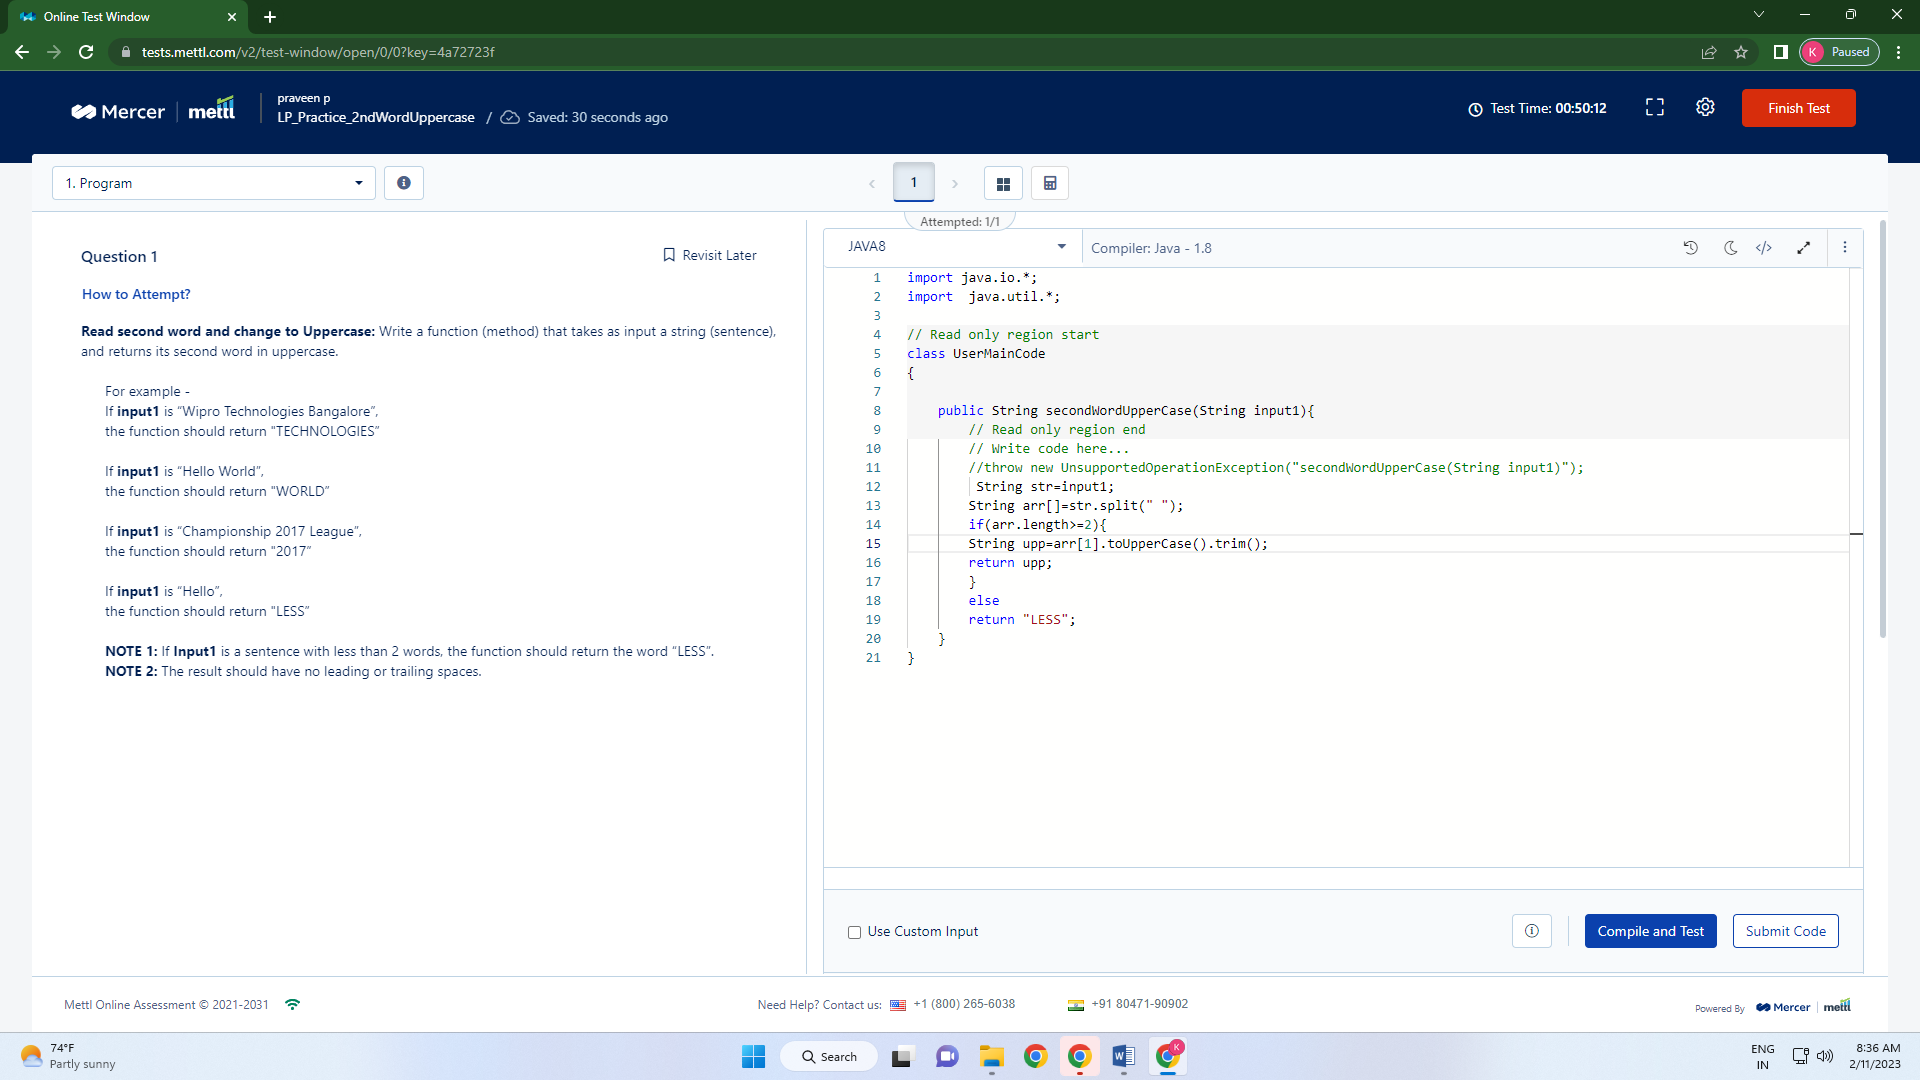 Online Test Window
tests.mettl.com/v2/test-window/open/0/0?key=4a72723f
K Paused
Mercer mettl
praveen p
LP_Practice_2ndWordUppercase / Saved: 30 seconds ago
Test Time: 00:50:12
Finish Test
1. Program
1
Attempted: 1/1
Question 1
Revisit Later
How to Attempt?
Read second word and change to Uppercase: Write a function (method) that takes as input a string (sentence),
and returns its second word in uppercase.
For example -
If input1 is “Wipro Technologies Bangalore”,
the function should return “TECHNOLOGIES”
If input1 is “Hello World”,
the function should return “WORLD”
If input1 is “Championship 2017 League”,
the function should return “2017”
If input1 is “Hello”,
the function should return “LESS”
NOTE 1: If Input1 is a sentence with less than 2 words, the function should return the word “LESS”.
NOTE 2: The result should have no leading or trailing spaces.
JAVA8
Compiler: Java - 1.8
1 import java.io.*;
2 import  java.util.*;
3
4 // Read only region start
5 class UserMainCode
6 {
7
8 public String secondWordUpperCase(String input1){
9 // Read only region end
10 // Write code here...
11 //throw new UnsupportedOperationException("secondWordUpperCase(String input1)");
12 String str=input1;
13 String arr[]=str.split(" ");
14 if(arr.length>=2){
15 String upp=arr[1].toUpperCase().trim();
16 return upp;
17 }
18 else
19 return "LESS";
20 }
21 }
Use Custom Input
Compile and Test
Submit Code
Mettl Online Assessment © 2021-2031
Need Help? Contact us: +1 (800) 265-6038
+91 80471-90902
Powered By Mercer mettl
74°F
Partly sunny
Search
K
ENG
IN
8:36 AM
2/11/2023